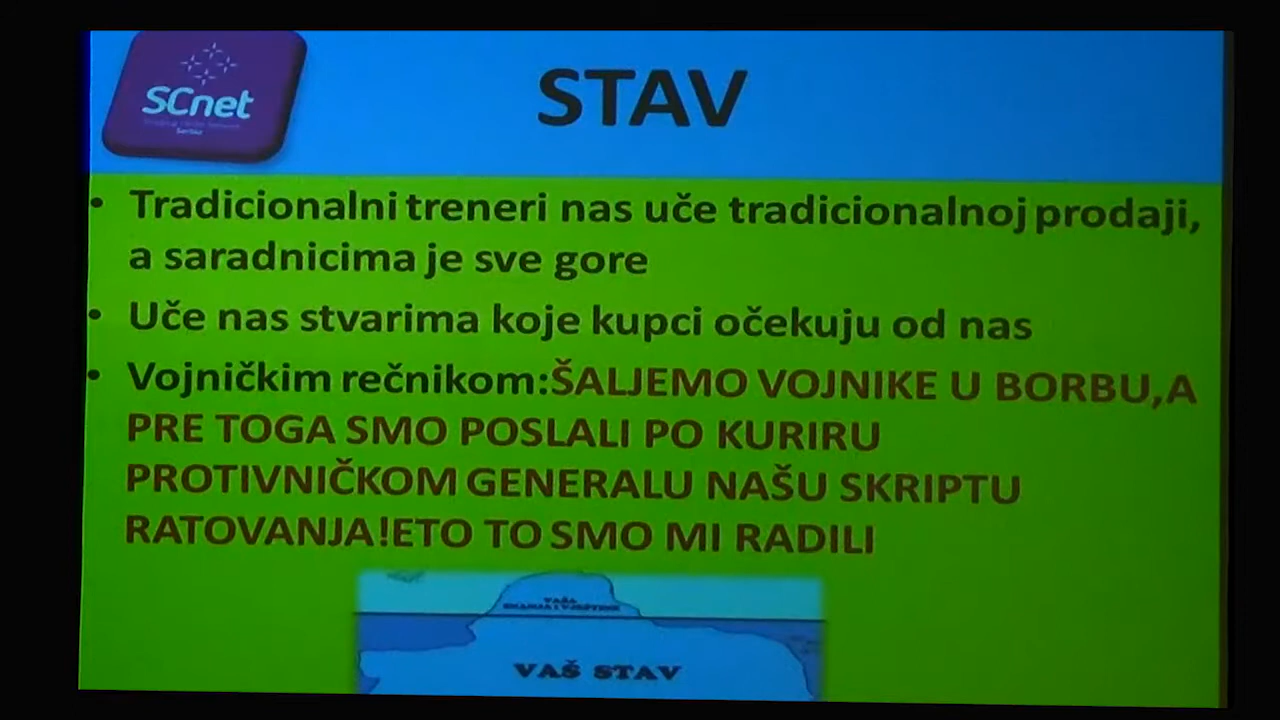 SCnet
Serbia
STAV
• Tradicionalni treneri nas uče tradicionalnoj prodaji,
a saradnicima je sve gore
• Uče nas stvarima koje kupci očekuju od nas
• Vojničkim rečnikom:ŠALJEMO VOJNIKE U BORBU,A
PRE TOGA SMO POSLALI PO KURIRU
PROTIVNIČKOM GENERALU NAŠU SKRIPTU
RATOVANJA!ETO TO SMO MI RADILI
VAŠA
VAŠ STAV